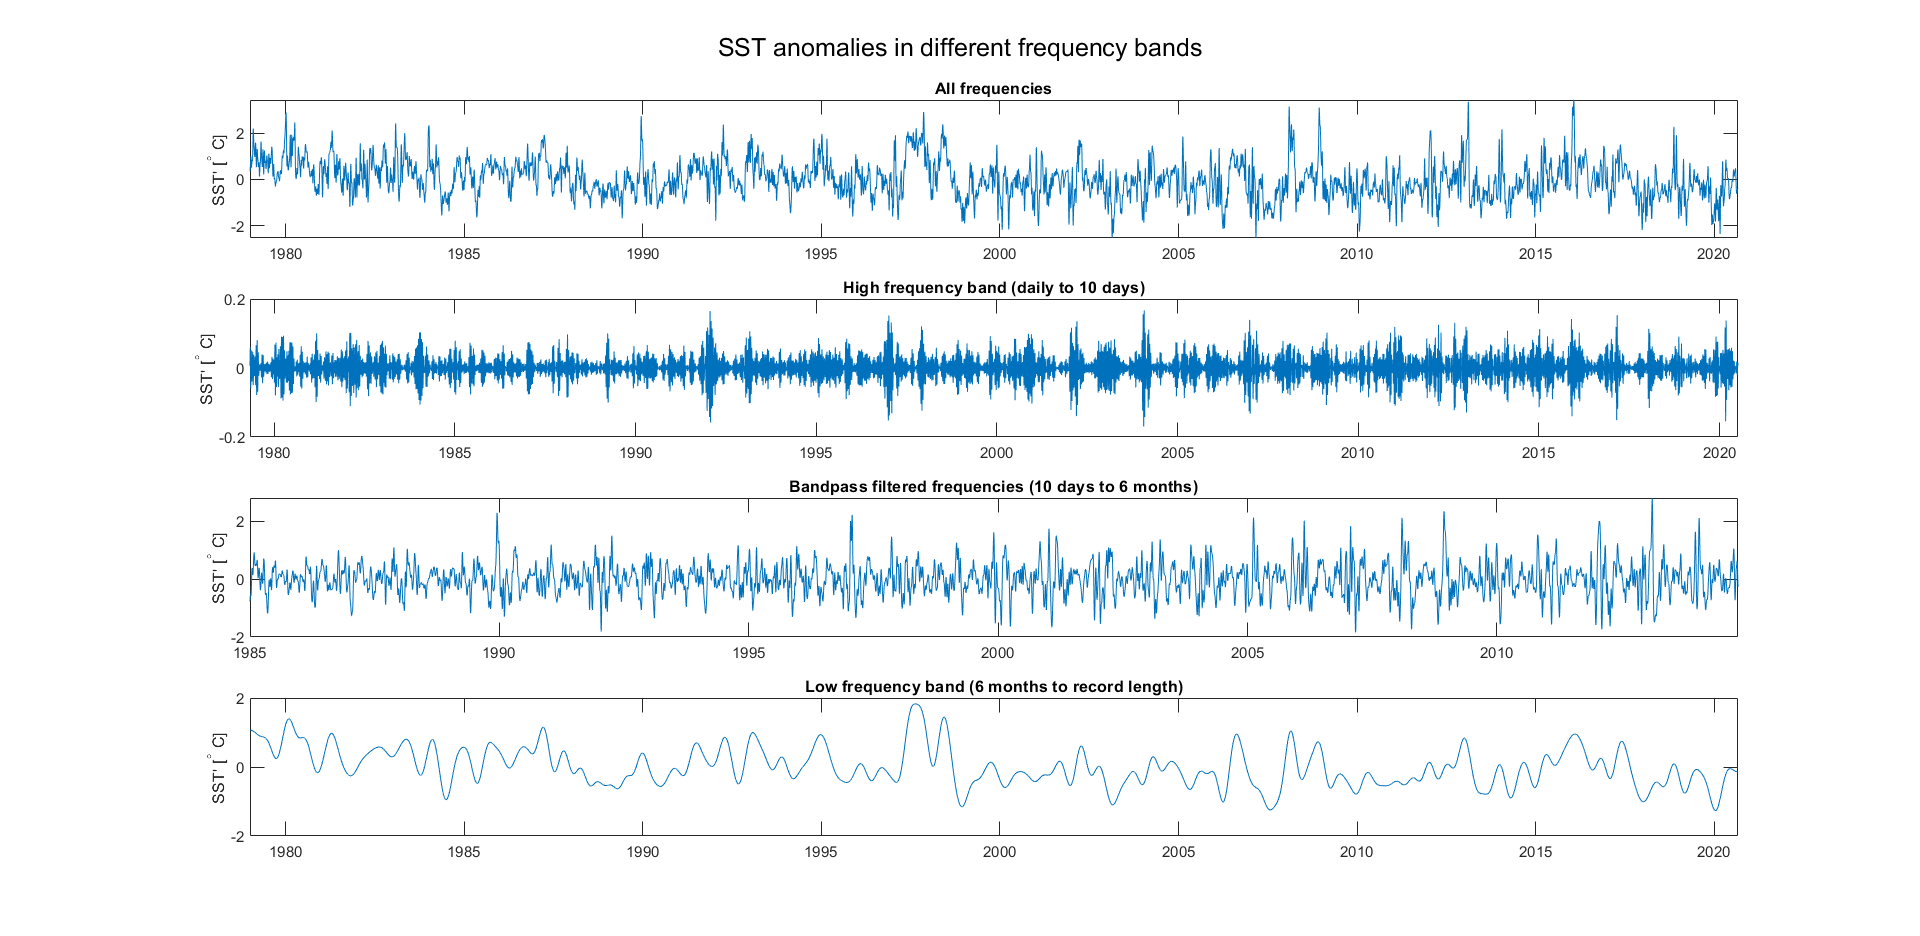 SST anomalies in different frequency bands
All frequencies
SST' [° C]
2
0
-2
1980 1985 1990 1995 2000 2005 2010 2015 2020
High frequency band (daily to 10 days)
SST' [° C]
0.2
0
-0.2
1980 1985 1990 1995 2000 2005 2010 2015 2020
Bandpass filtered frequencies (10 days to 6 months)
SST' [° C]
2
0
-2
1985 1990 1995 2000 2005 2010
Low frequency band (6 months to record length)
SST' [° C]
2
0
-2
1980 1985 1990 1995 2000 2005 2010 2015 2020